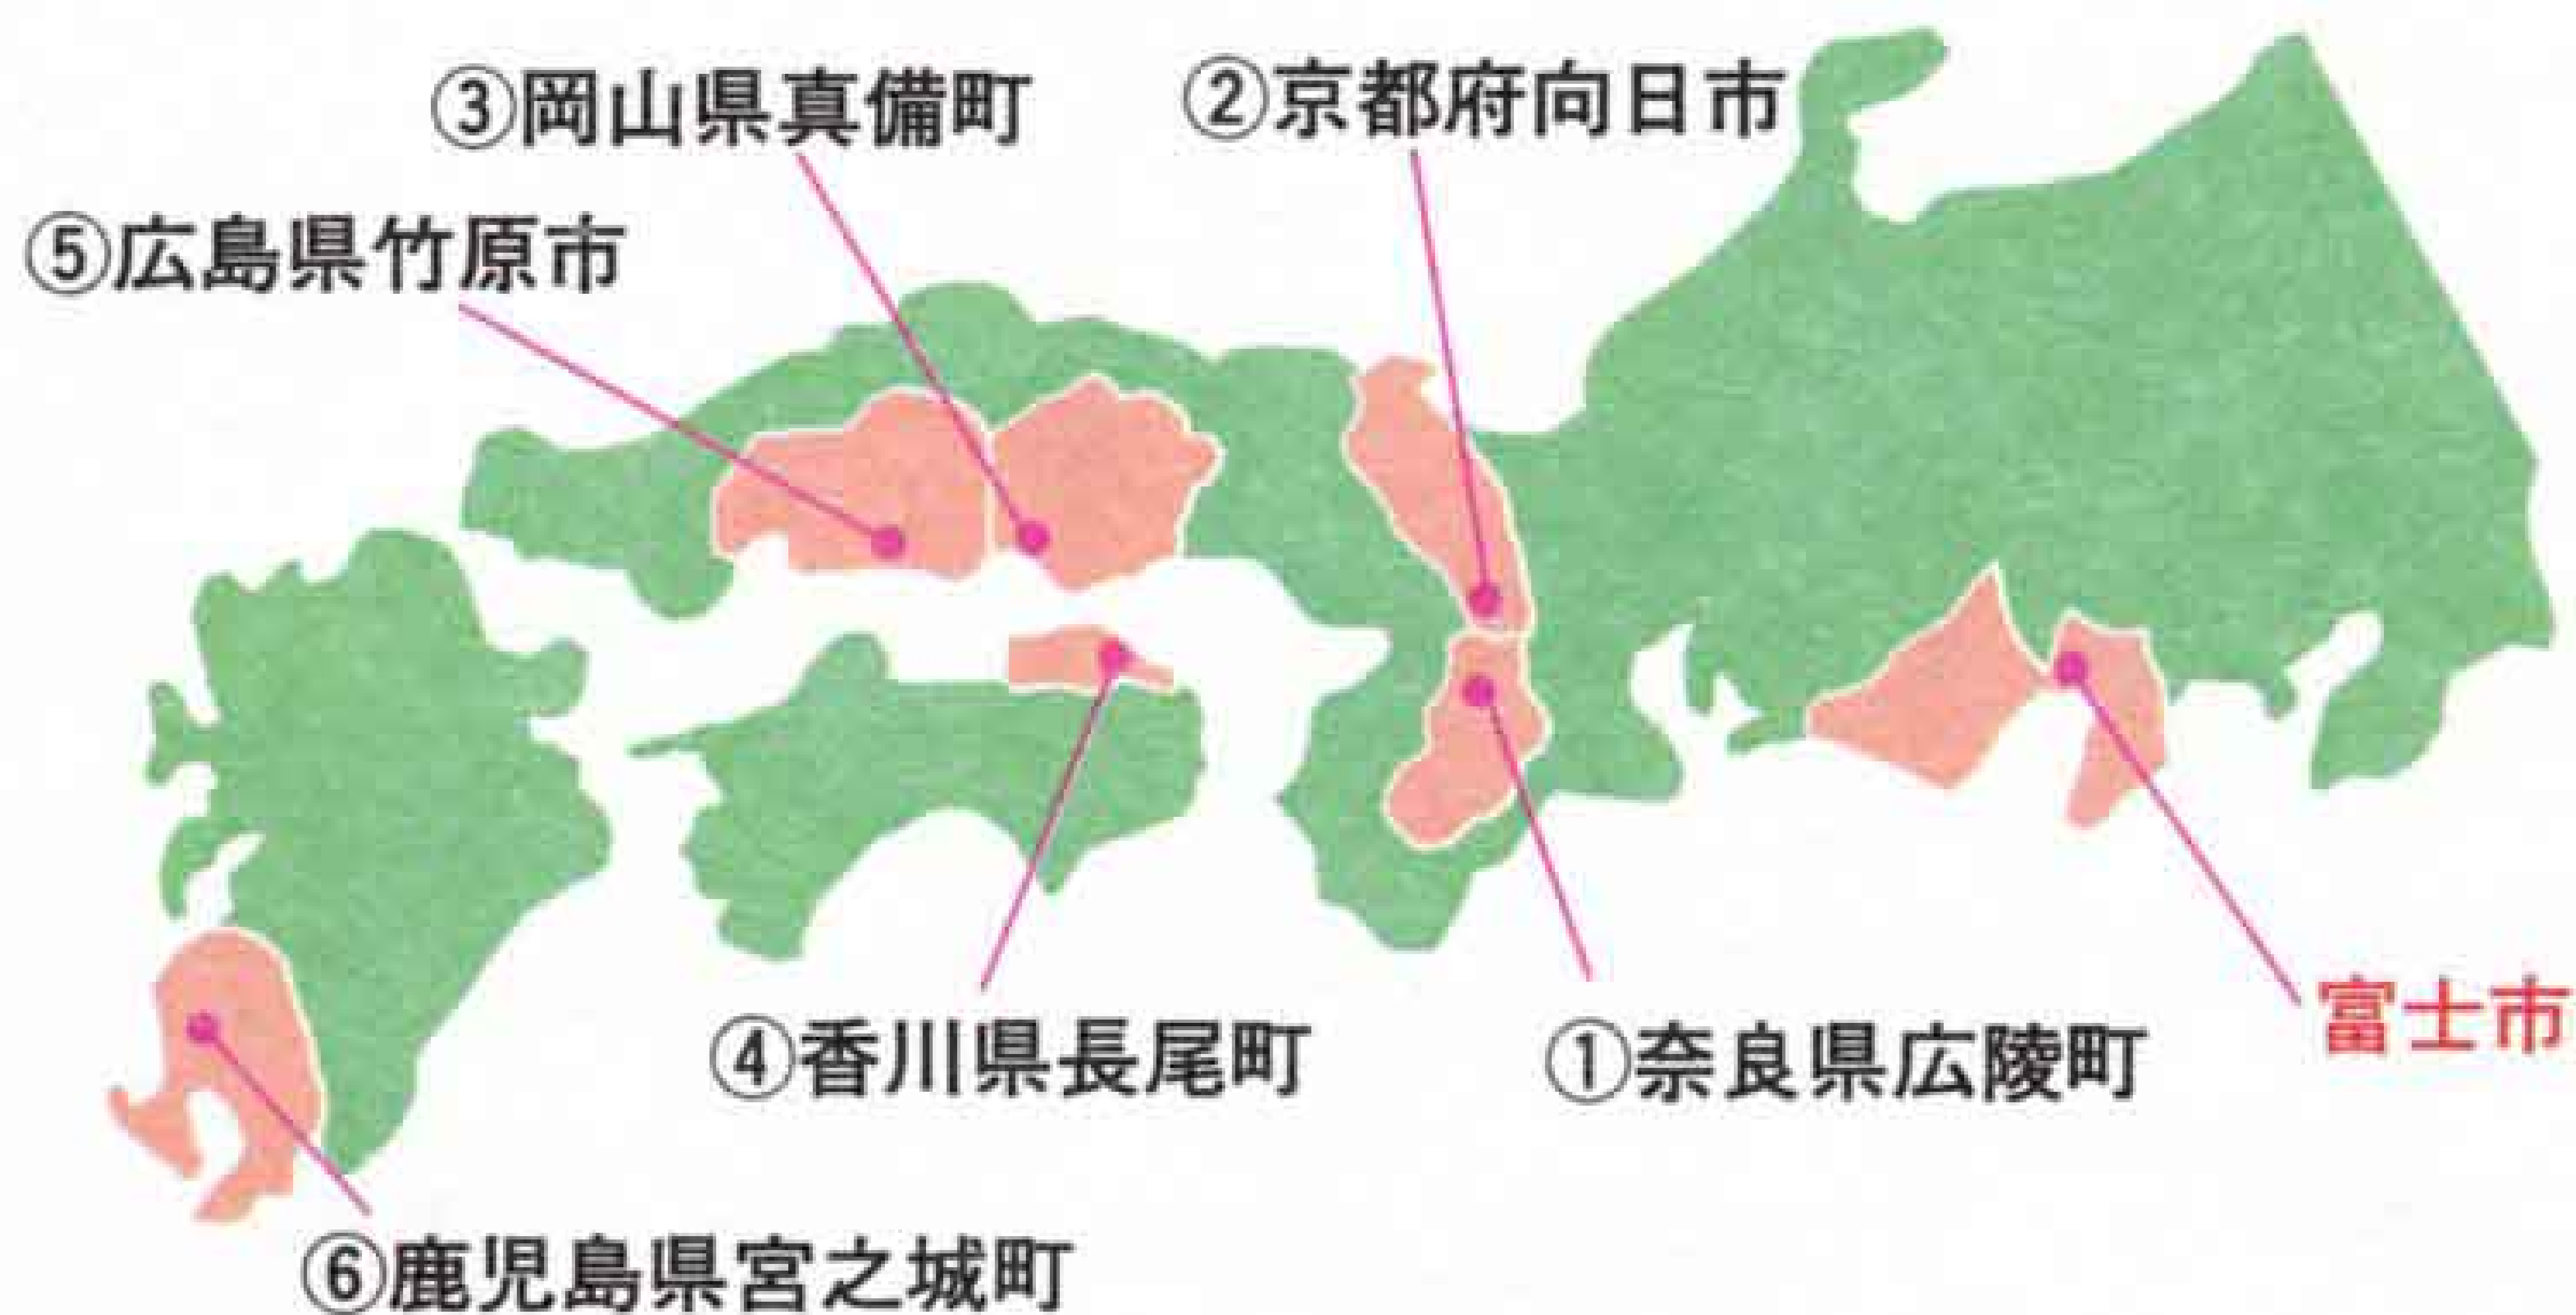 ③岡山県真備町
②京都府向日市
⑤広島県竹原市
④香川県長尾町
①奈良県広陵町
富士市
⑥鹿児島県宮之城町